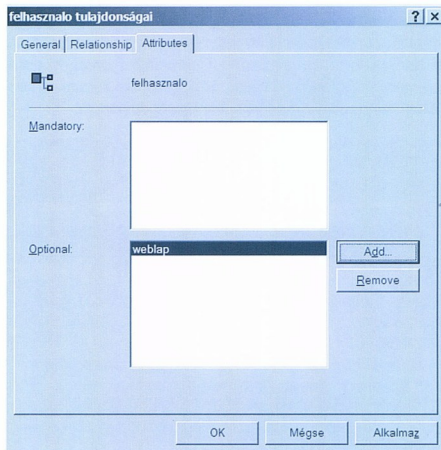 felhasznalo tulajdonságai
General Relationship Attributes
felhasznalo
Mandatory:
Optional:
weblap
Add...
Remove
OK Mégse Alkalmaz